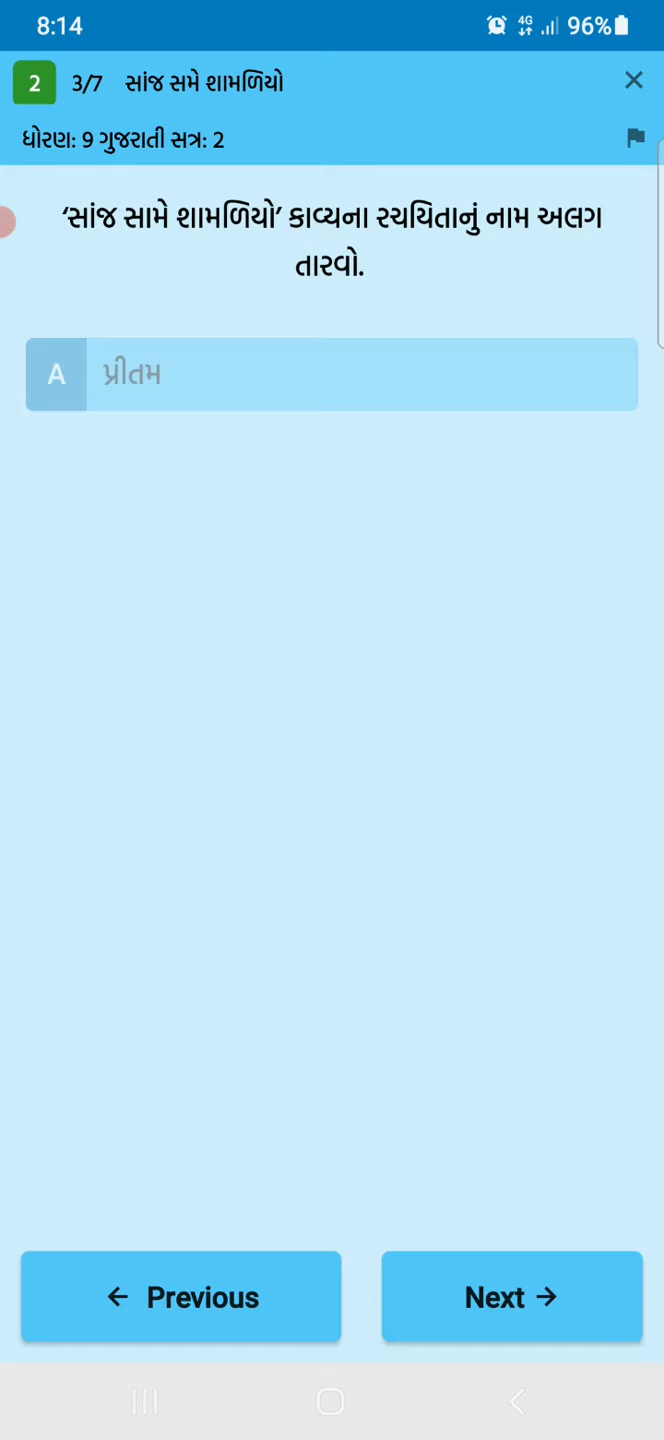 8:14 4G 96%
2 3/7 સાંજ સમે શામળિયો
ધોરણ: 9 ગુજરાતી સત્ર: 2
‘સાંજ સામે શામળિયો’ કાવ્યના રચયિતાનું નામ અલગ
તારવો.
A પ્રીતમ
← Previous Next →